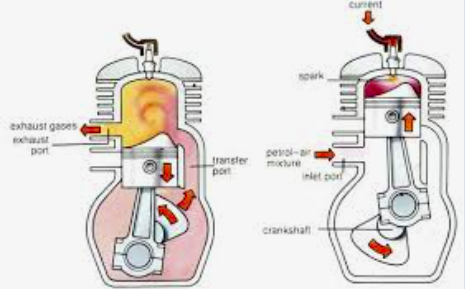 exhaust gases
exhaust
port
transfer
port
current
spark
petrol-air
mixture
inlet port
crankshaft